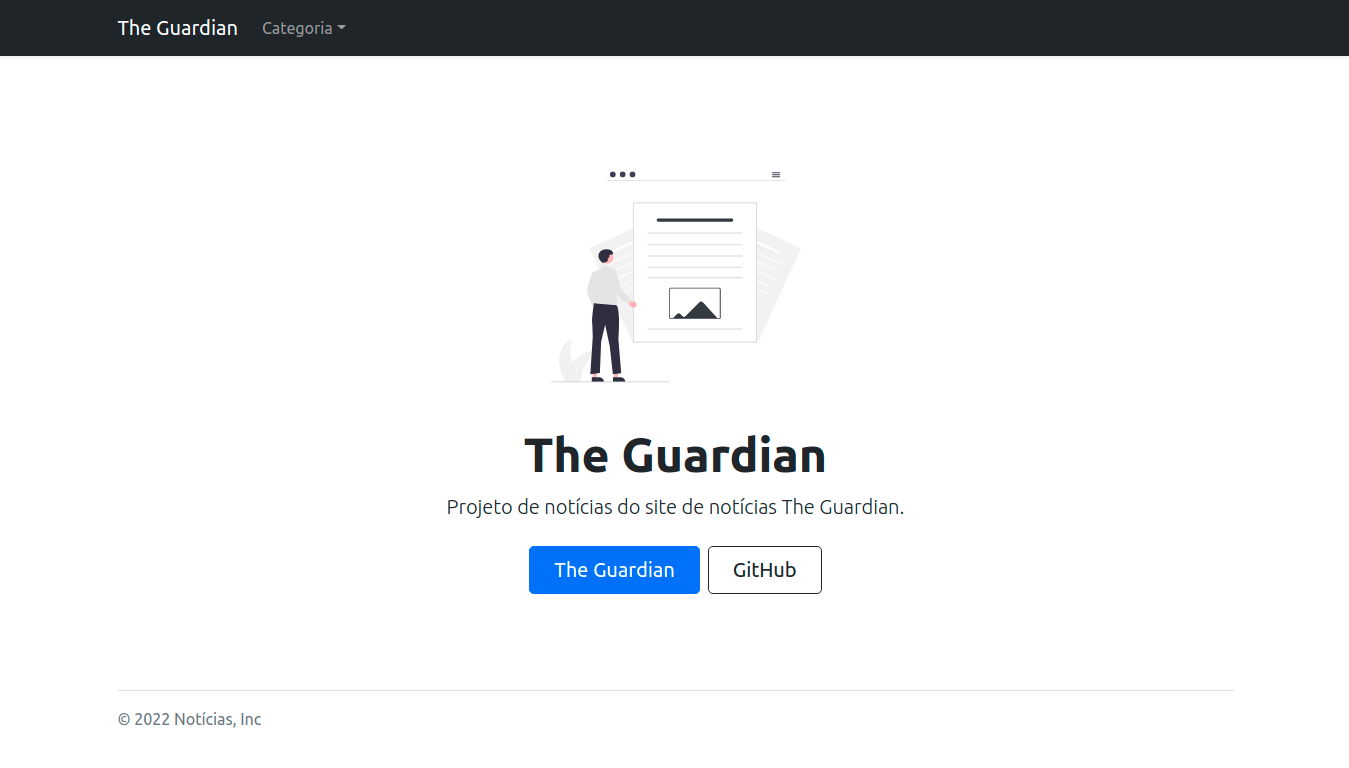 The Guardian Categoria
The Guardian
Projeto de notícias do site de notícias The Guardian.
The Guardian GitHub
© 2022 Notícias, Inc